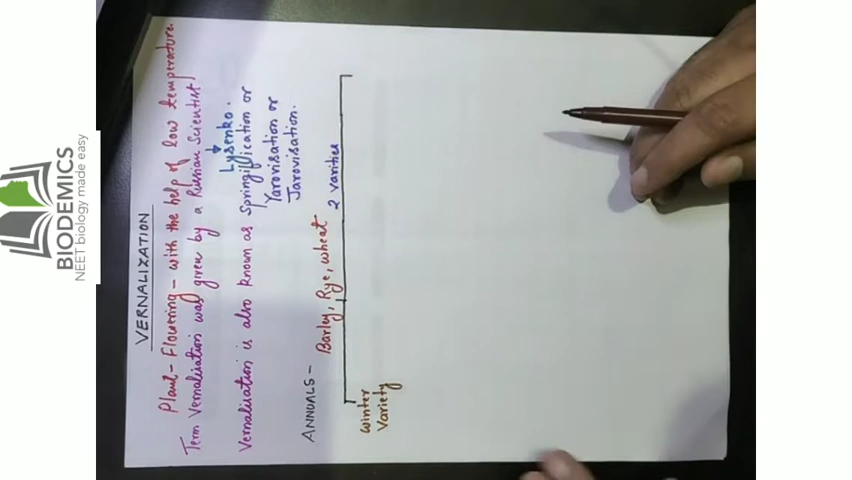 VERNALIZATION
Plant - Flowering - with the help of low temperature.
Term Vernalisation was given by a Russian Scientist
Lysenko.
Vernalisation is also known as Springification or
Yarovisation or
Jarovisation.
ANNUALS - Barley, Rye, wheat 2 varities
Winter
Variety
BIODEMICS
NEET biology made easy